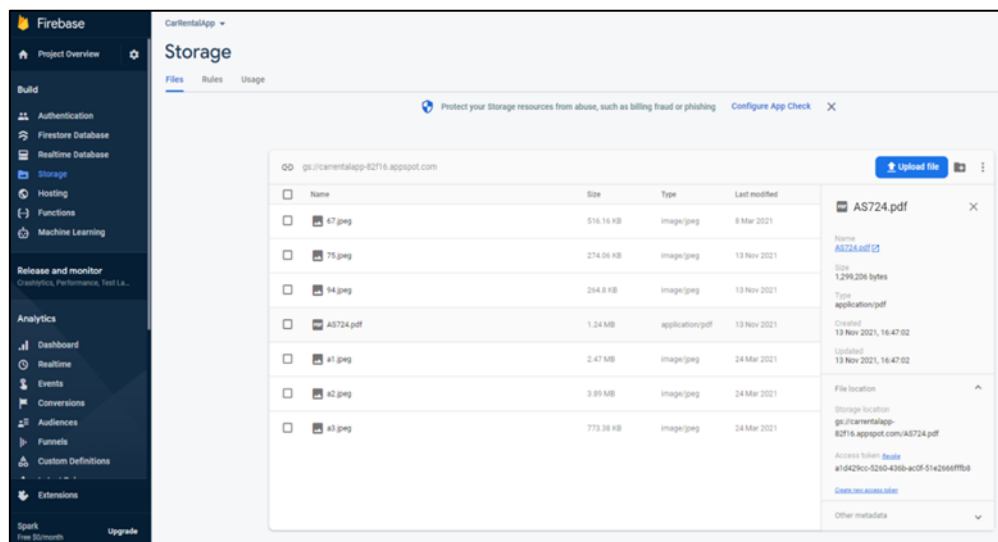 Firebase
Project Overview
Build
Authentication
Firestore Database
Realtime Database
Storage
Hosting
Functions
Machine Learning
Release and monitor
Crashlytics, Performance, Test La...
Analytics
Dashboard
Realtime
Events
Conversions
Audiences
Funnels
Custom Definitions
Extensions
Spark
Free $0/month
Upgrade
CarRentalApp
Storage
Files Rules Usage
Protect your Storage resources from abuse, such as billing fraud or phishing Configure App Check
gs://carrentalapp-82f16.appspot.com
Upload file
Name Size Type Last modified
67.jpeg 516.16 KB image/jpeg 8 Mar 2021
75.jpeg 274.06 KB image/jpeg 13 Nov 2021
94.jpeg 264.8 KB image/jpeg 13 Nov 2021
AS724.pdf 1.24 MB application/pdf 13 Nov 2021
a1.jpeg 2.47 MB image/jpeg 24 Mar 2021
a2.jpeg 3.89 MB image/jpeg 24 Mar 2021
a3.jpeg 773.38 KB image/jpeg 24 Mar 2021
AS724.pdf
Name
AS724.pdf
Size
1,299,206 bytes
Type
application/pdf
Created
13 Nov 2021, 16:47:02
Updated
13 Nov 2021, 16:47:02
File location
Storage location
gs://carrentalapp-
82f16.appspot.com/AS724.pdf
Access token Revoke
a1d429cc-5260-436b-ac0f-51e2666fffb8
Create new access token
Other metadata